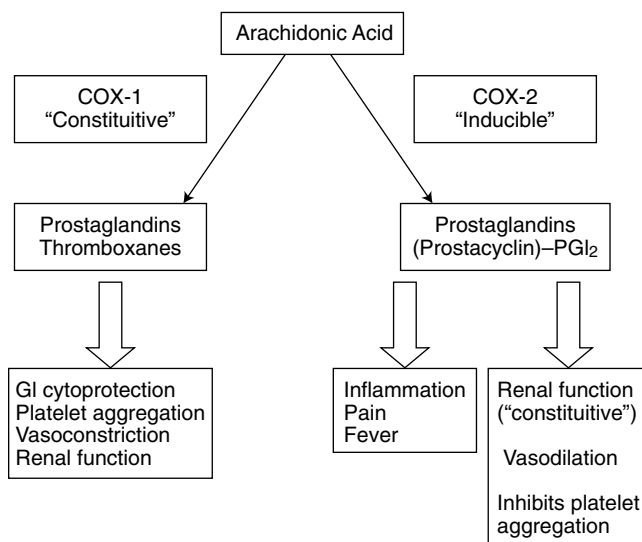 Arachidonic Acid
COX-1
“Constituitive”
COX-2
“Inducible”
Prostaglandins
Thromboxanes
Prostaglandins
(Prostacyclin)–PGI₂
GI cytoprotection
Platelet aggregation
Vasoconstriction
Renal function
Inflammation
Pain
Fever
Renal function
(“constituitive”)
Vasodilation
Inhibits platelet
aggregation